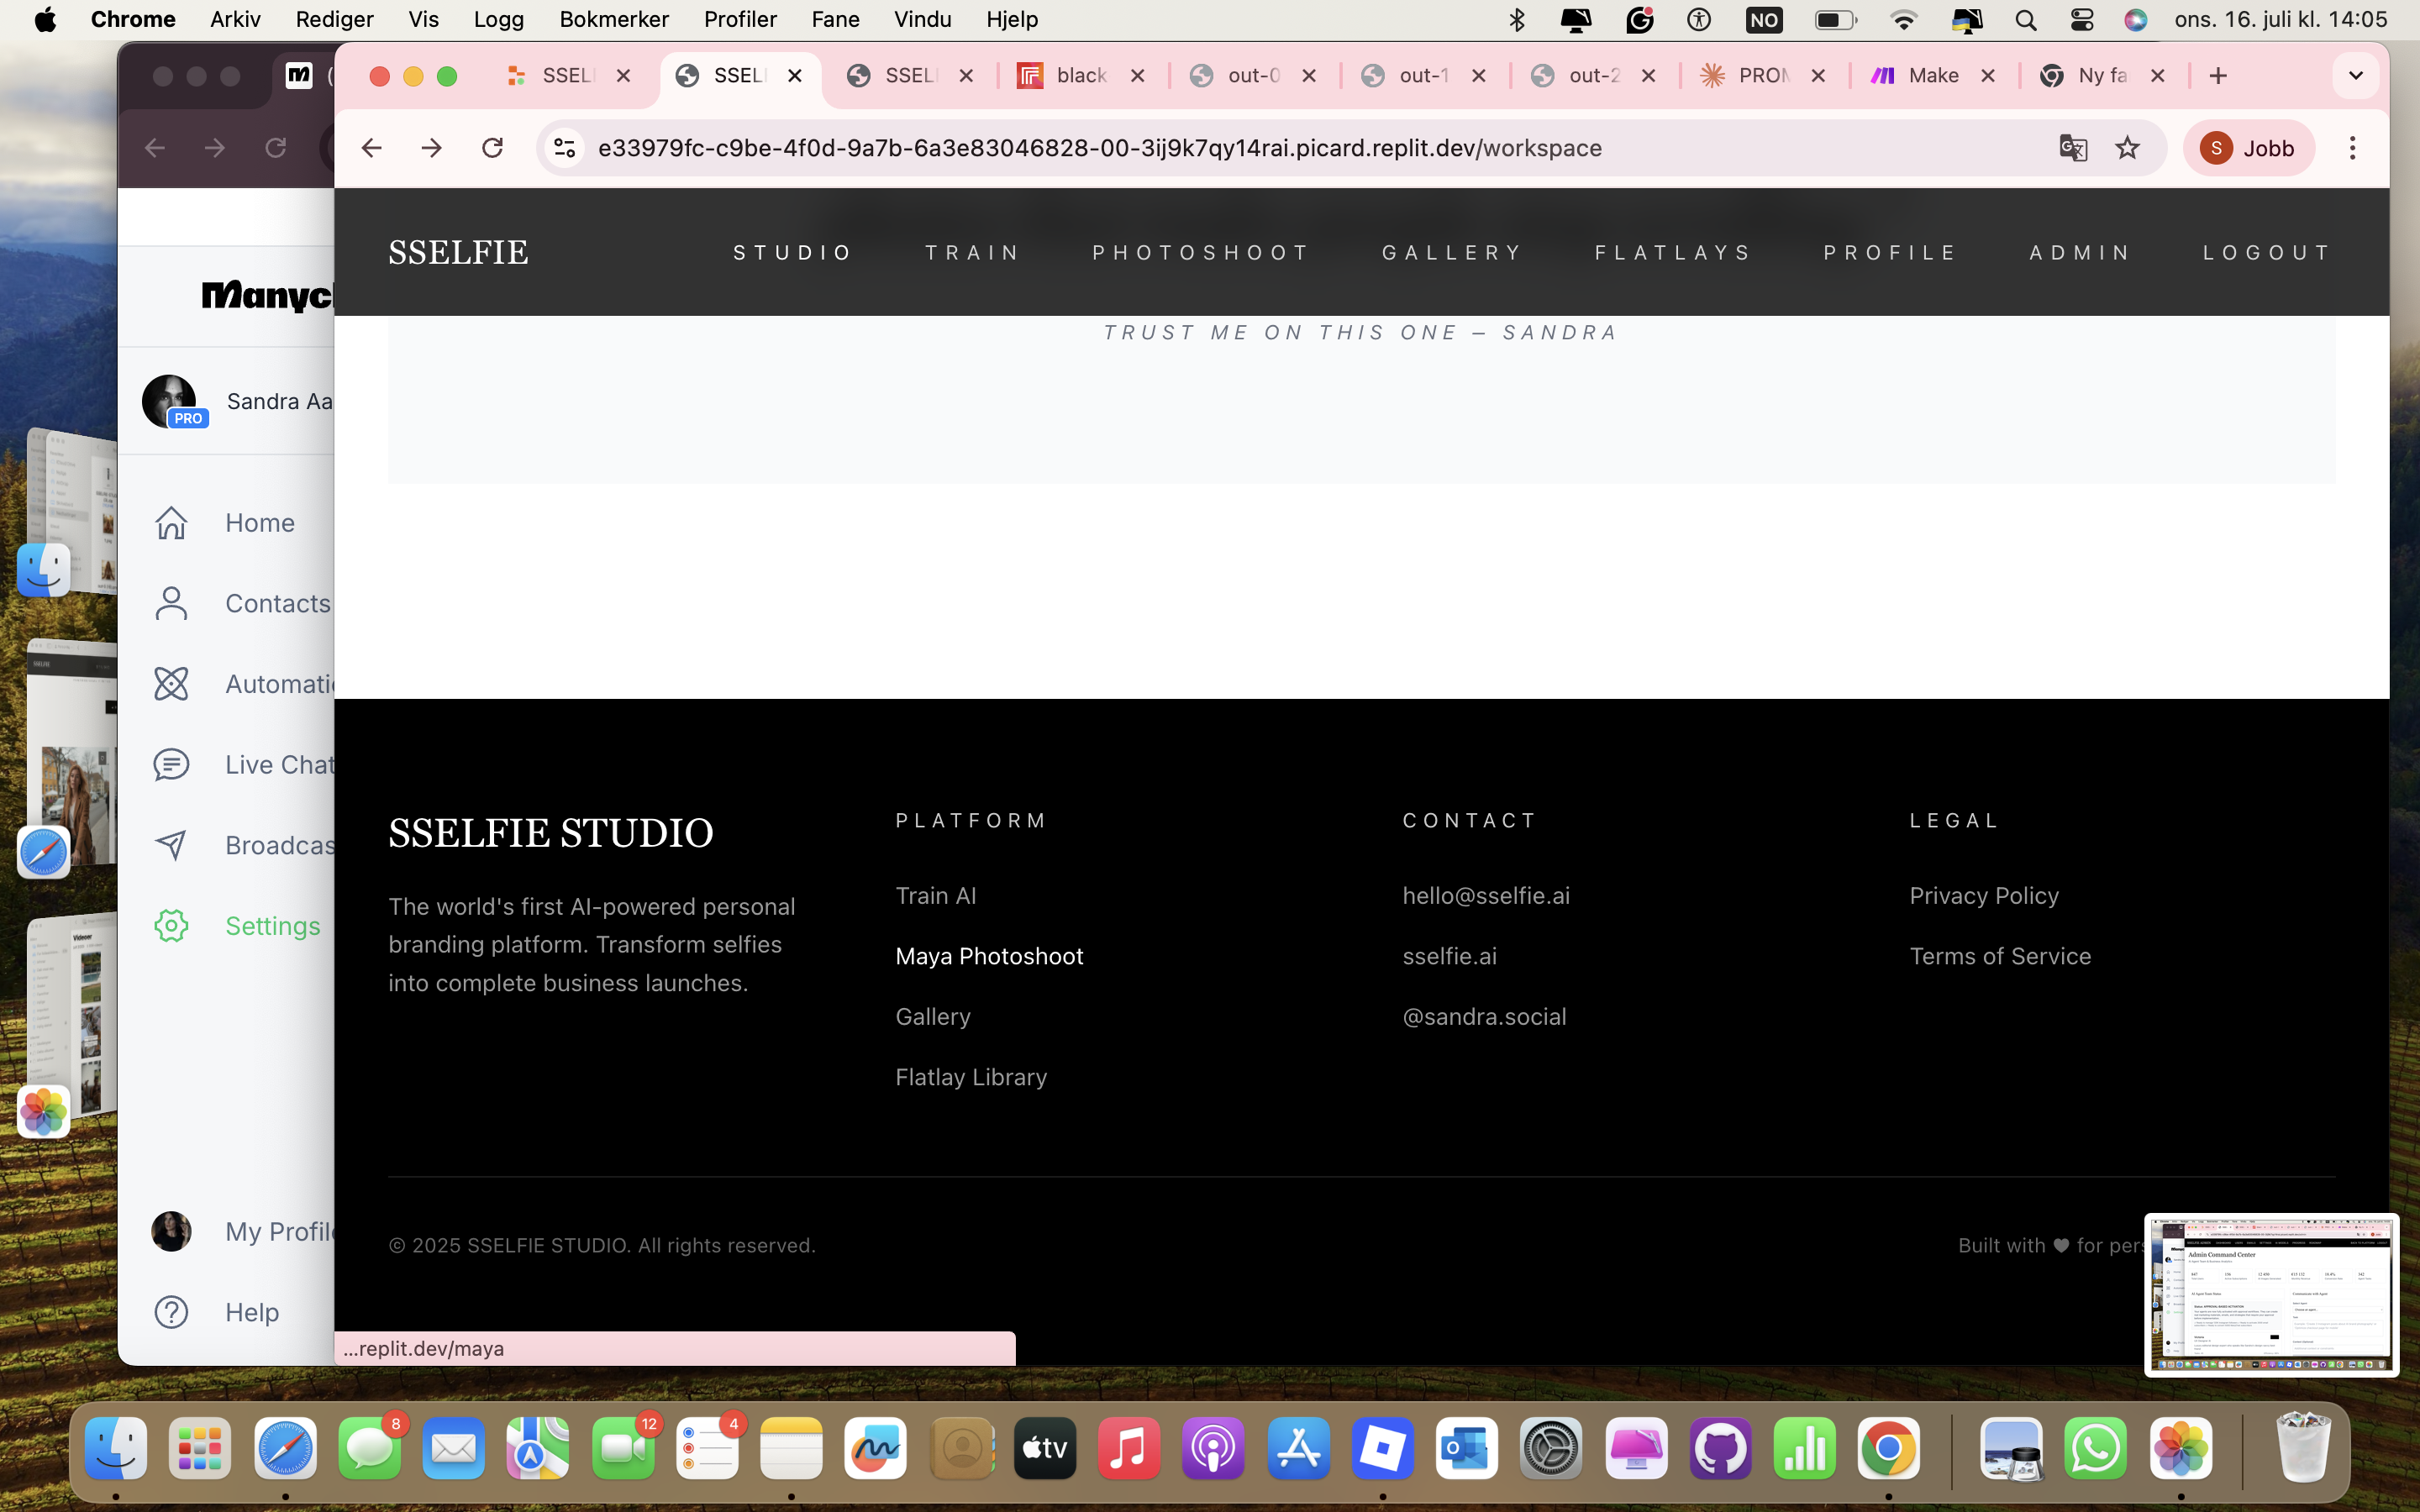 Chrome Arkiv Rediger Vis Logg Bokmerker Profiler Fane Vindu Hjelp NO ons. 16. juli kl. 14:05
SSEL SSEL SSEL black out-0 out-1 out-2 PROM Make Ny fa
e33979fc-c9be-4f0d-9a7b-6a3e83046828-00-3ij9k7qy14rai.picard.replit.dev/workspace
S Jobb
SSELFIE STUDIO TRAIN PHOTOSHOOT GALLERY FLATLAYS PROFILE ADMIN LOGOUT
TRUST ME ON THIS ONE — SANDRA
Manyc
Sandra Aa
PRO
Home
Contacts
Automati
Live Chat
Broadcas
Settings
My Profile
Help
SSELFIE STUDIO
The world's first AI-powered personal
branding platform. Transform selfies
into complete business launches.
PLATFORM
Train AI
Maya Photoshoot
Gallery
Flatlay Library
CONTACT
hello@sselfie.ai
sselfie.ai
@sandra.social
LEGAL
Privacy Policy
Terms of Service
© 2025 SSELFIE STUDIO. All rights reserved.
Built with ♥ for pers
Admin Command Center
...replit.dev/maya
8 12 4
tv